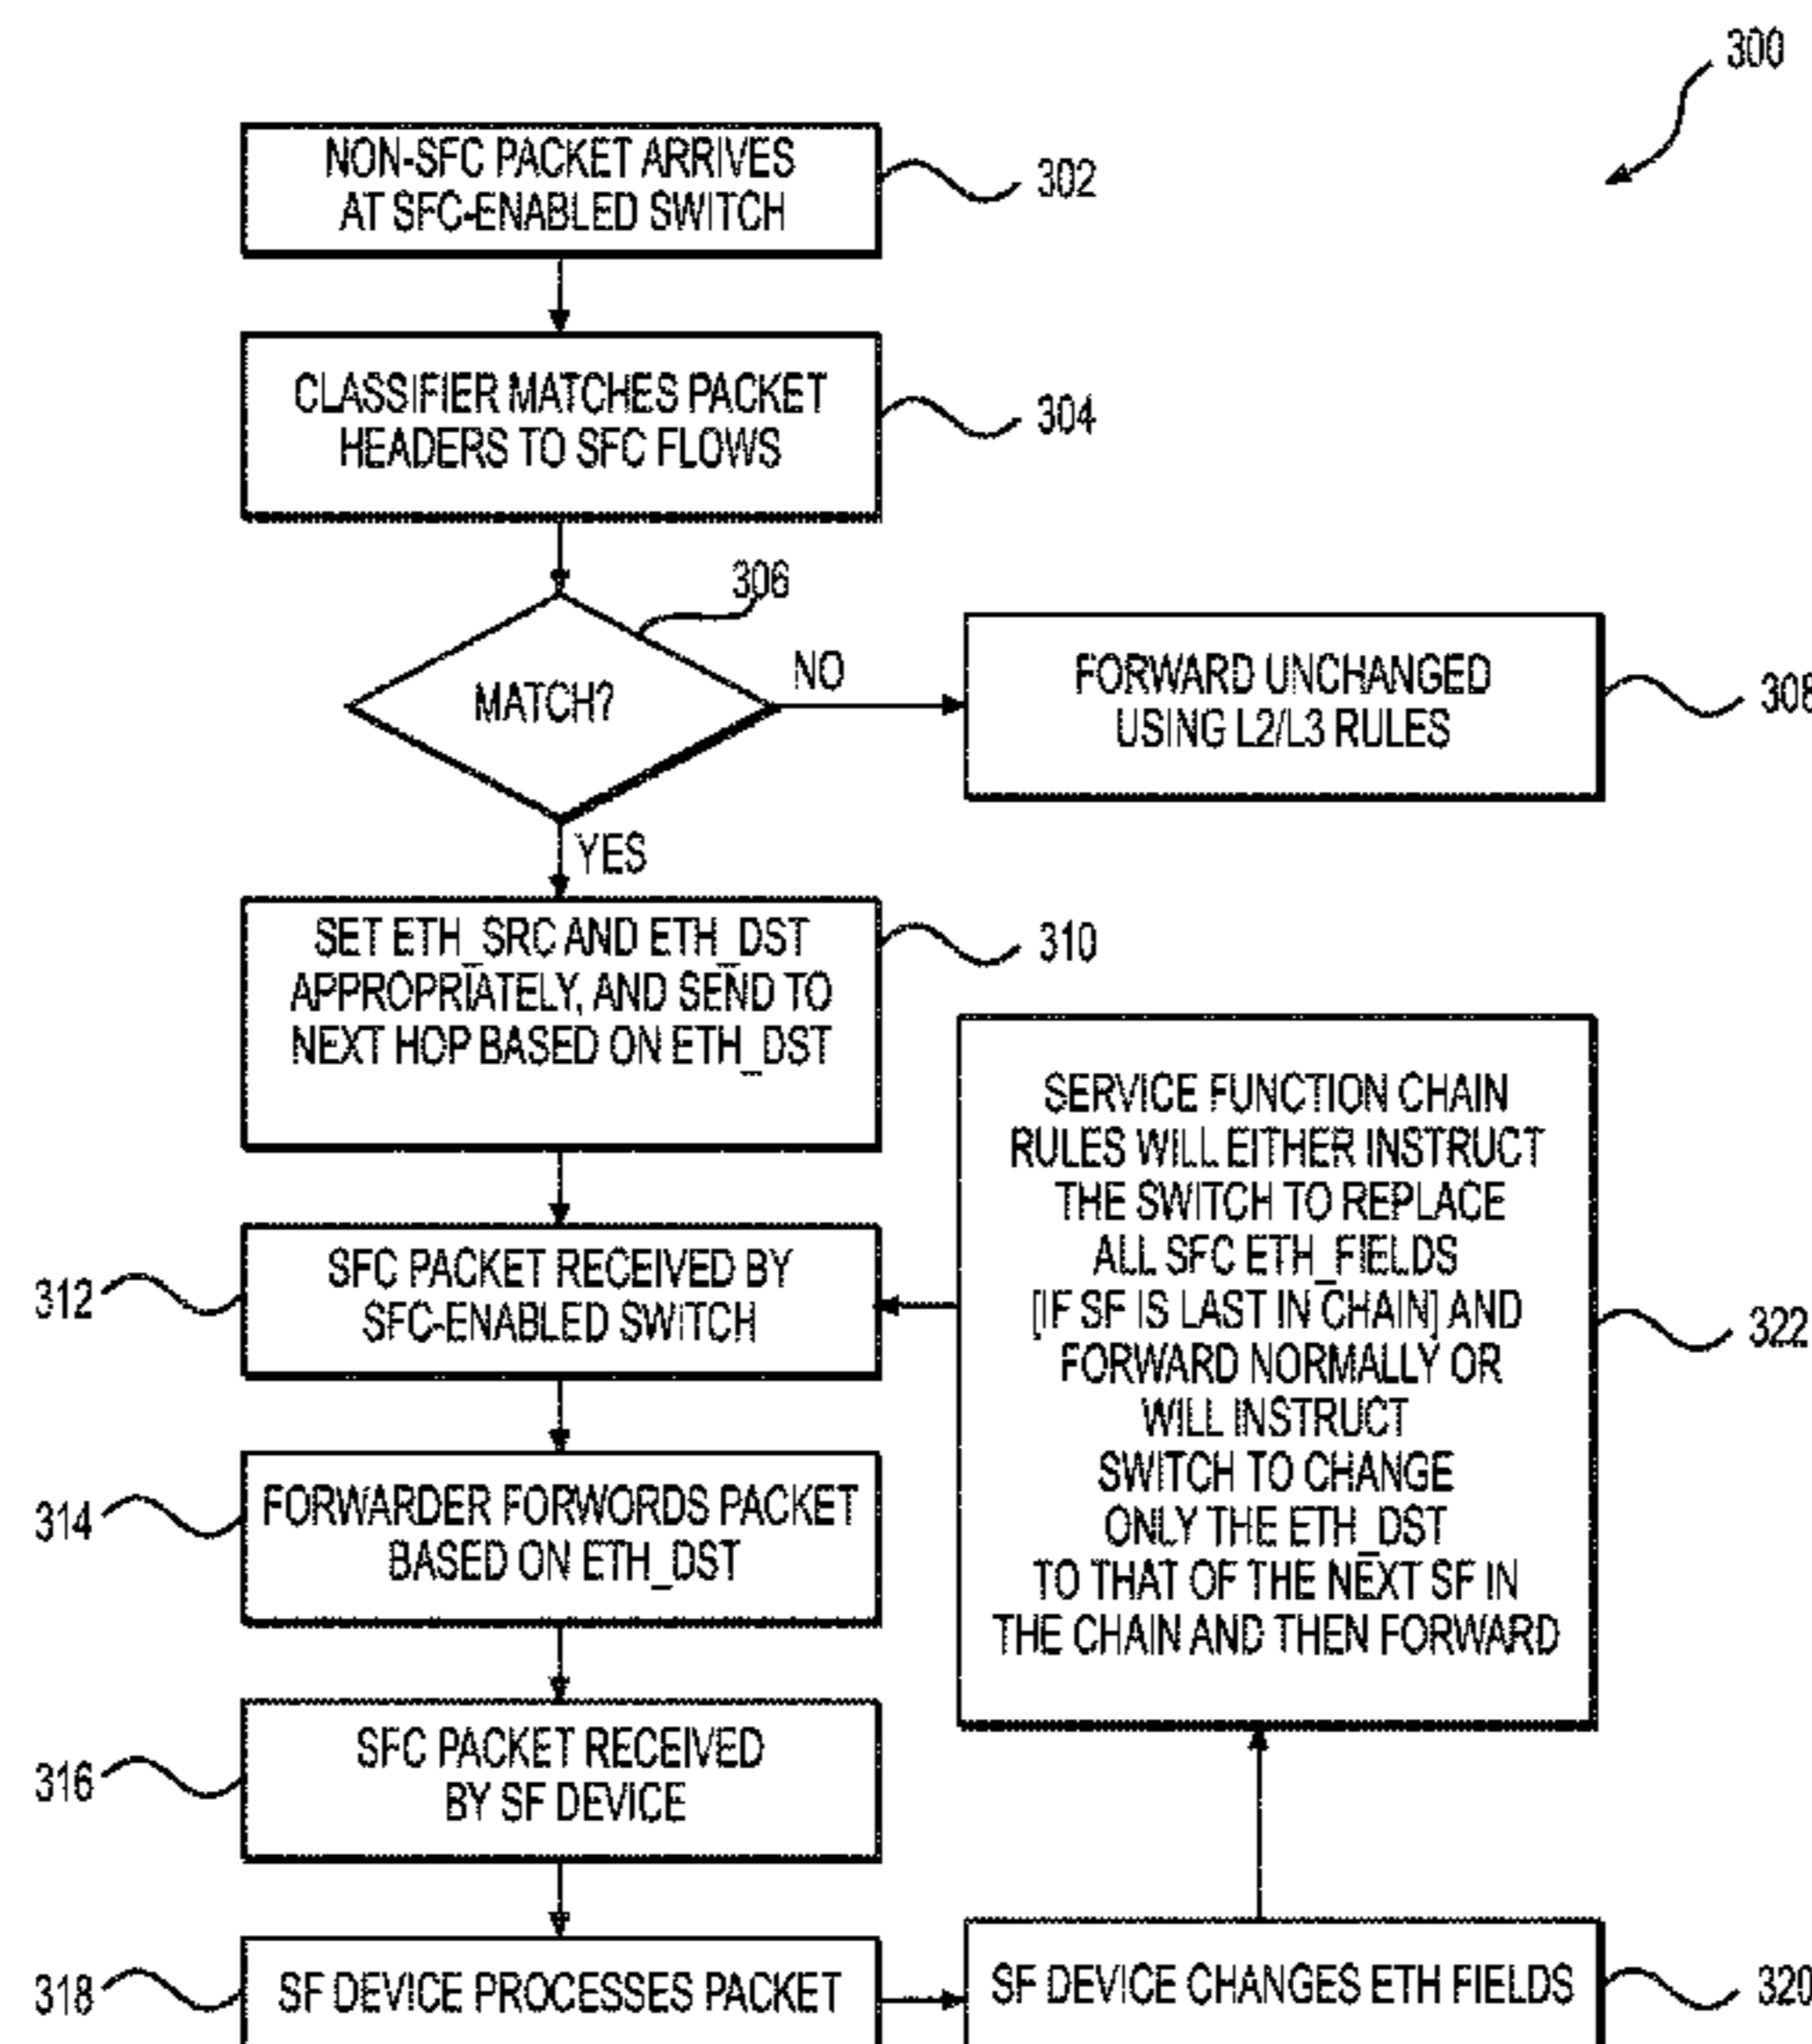 300
NON-SFC PACKET ARRIVES
AT SFC-ENABLED SWITCH
302
CLASSIFIER MATCHES PACKET
HEADERS TO SFC FLOWS
304
306
MATCH?
NO
FORWARD UNCHANGED
USING L2/L3 RULES
308
YES
SET ETH_SRC AND ETH_DST
APPROPRIATELY, AND SEND TO
NEXT HOP BASED ON ETH_DST
310
312
SFC PACKET RECEIVED BY
SFC-ENABLED SWITCH
SERVICE FUNCTION CHAIN
RULES WILL EITHER INSTRUCT
THE SWITCH TO REPLACE
ALL SFC ETH_FIELDS
[IF SF IS LAST IN CHAIN] AND
FORWARD NORMALLY OR
WILL INSTRUCT
SWITCH TO CHANGE
ONLY THE ETH_DST
TO THAT OF THE NEXT SF IN
THE CHAIN AND THEN FORWARD
322
314
FORWARDER FORWORDS PACKET
BASED ON ETH_DST
316
SFC PACKET RECEIVED
BY SF DEVICE
318
SF DEVICE PROCESSES PACKET
SF DEVICE CHANGES ETH FIELDS
320